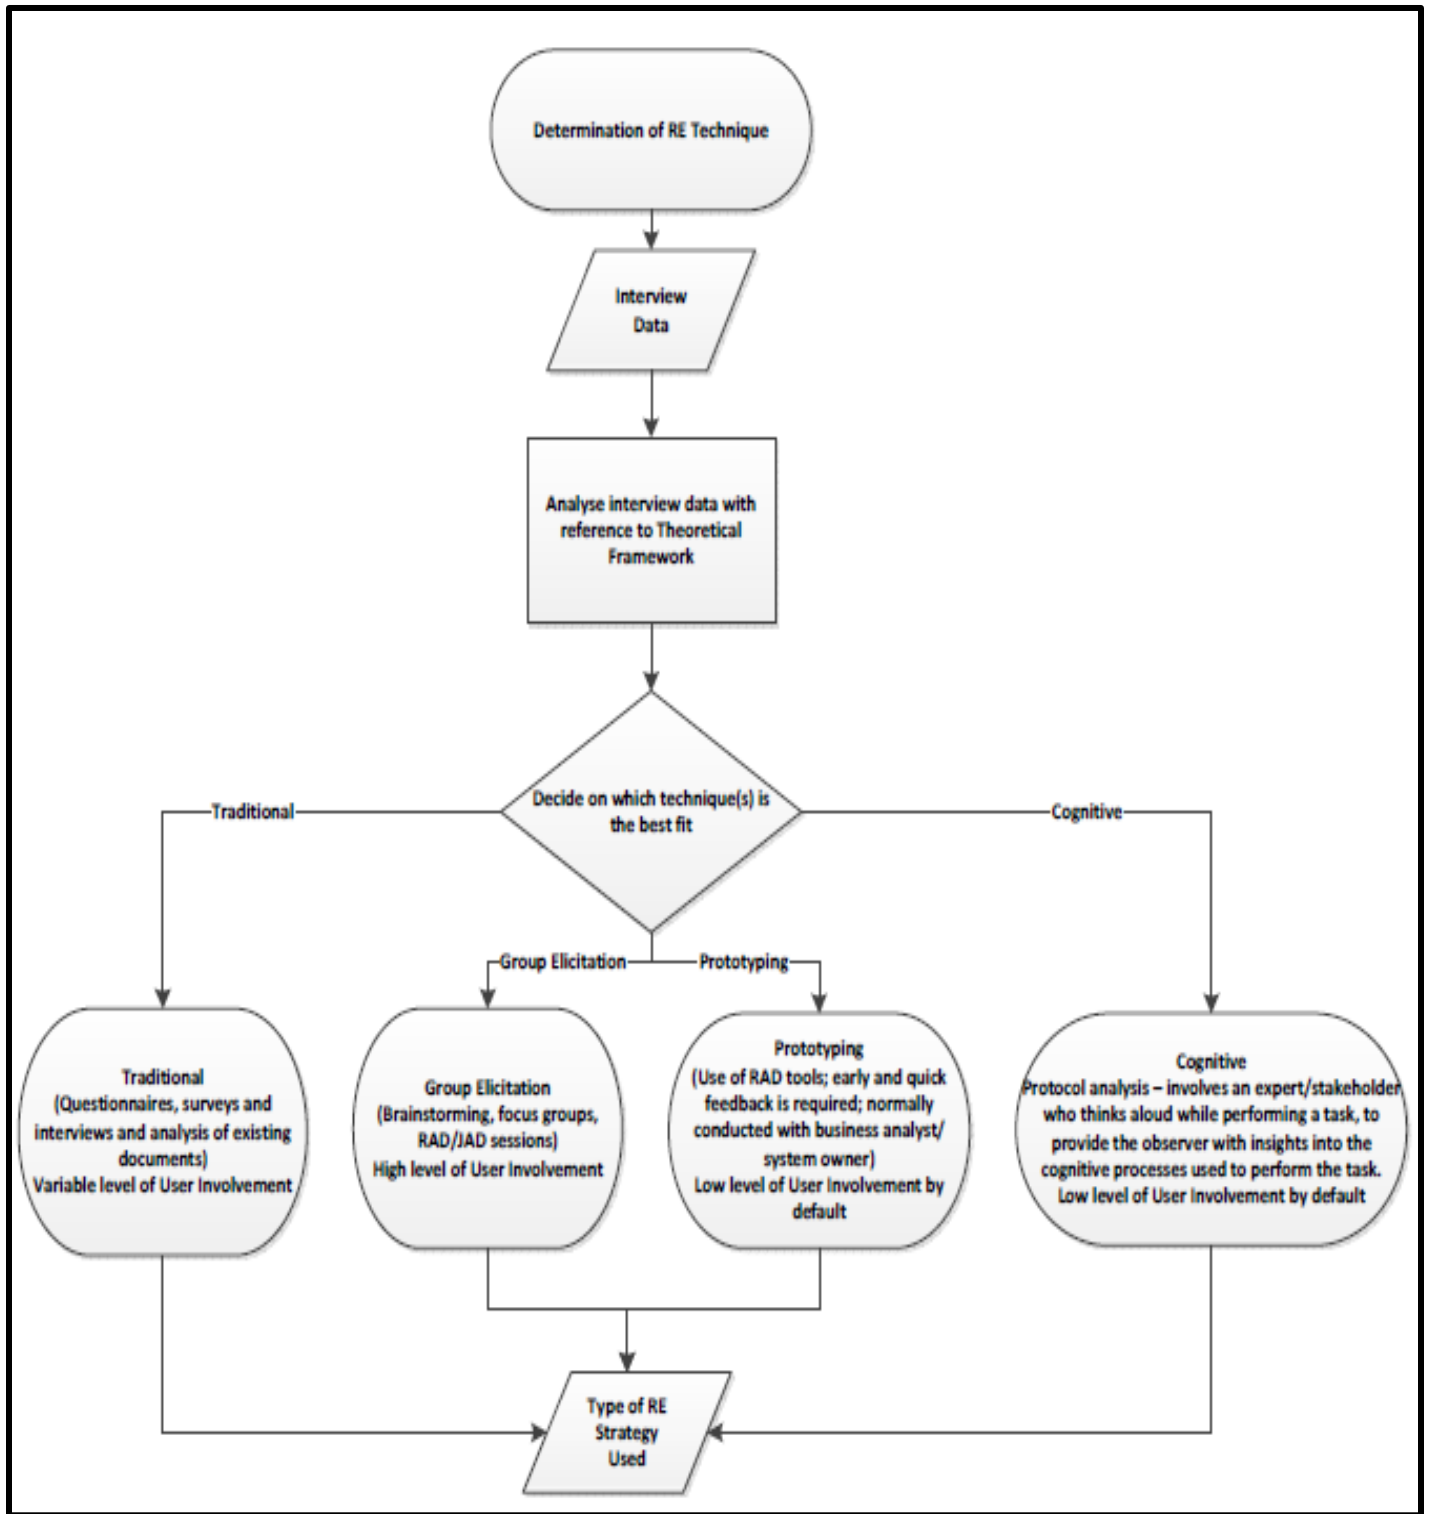 Determination of RE Technique
Interview
Data
Analyse interview data with
reference to Theoretical
Framework
Decide on which technique(s) is
the best fit
Traditional
Cognitive
Group Elicitation
Prototyping
Traditional
(Questionnaires, surveys and
interviews and analysis of existing
documents)
Variable level of User Involvement
Group Elicitation
(Brainstorming, focus groups,
RAD/JAD sessions)
High level of User Involvement
Prototyping
(Use of RAD tools; early and quick
feedback is required; normally
conducted with business analyst/
system owner)
Low level of User Involvement by
default
Cognitive
Protocol analysis – involves an expert/stakeholder
who thinks aloud while performing a task, to
provide the observer with insights into the
cognitive processes used to perform the task.
Low level of User Involvement by default
Type of RE
Strategy
Used